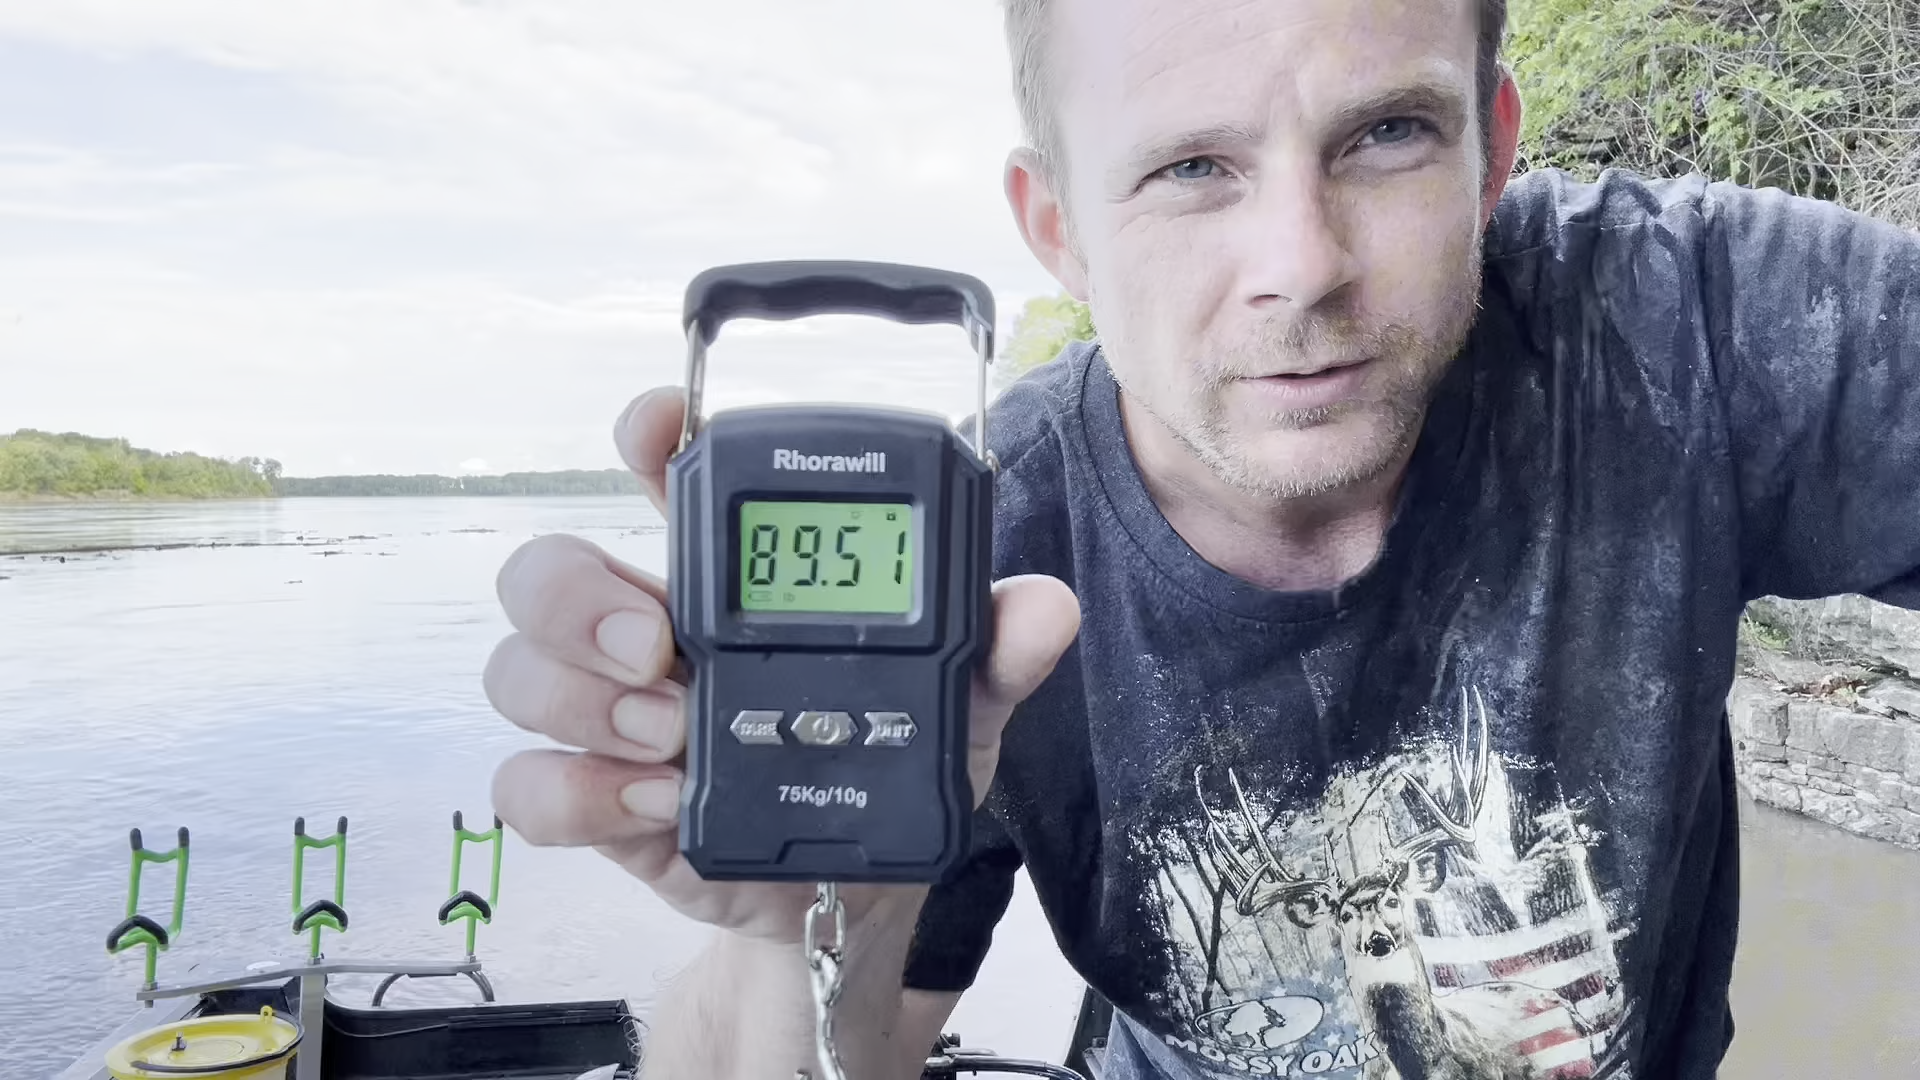 Rhorawill
89.51
lb
TARE UNIT
75Kg/10g
MOSSY OAK